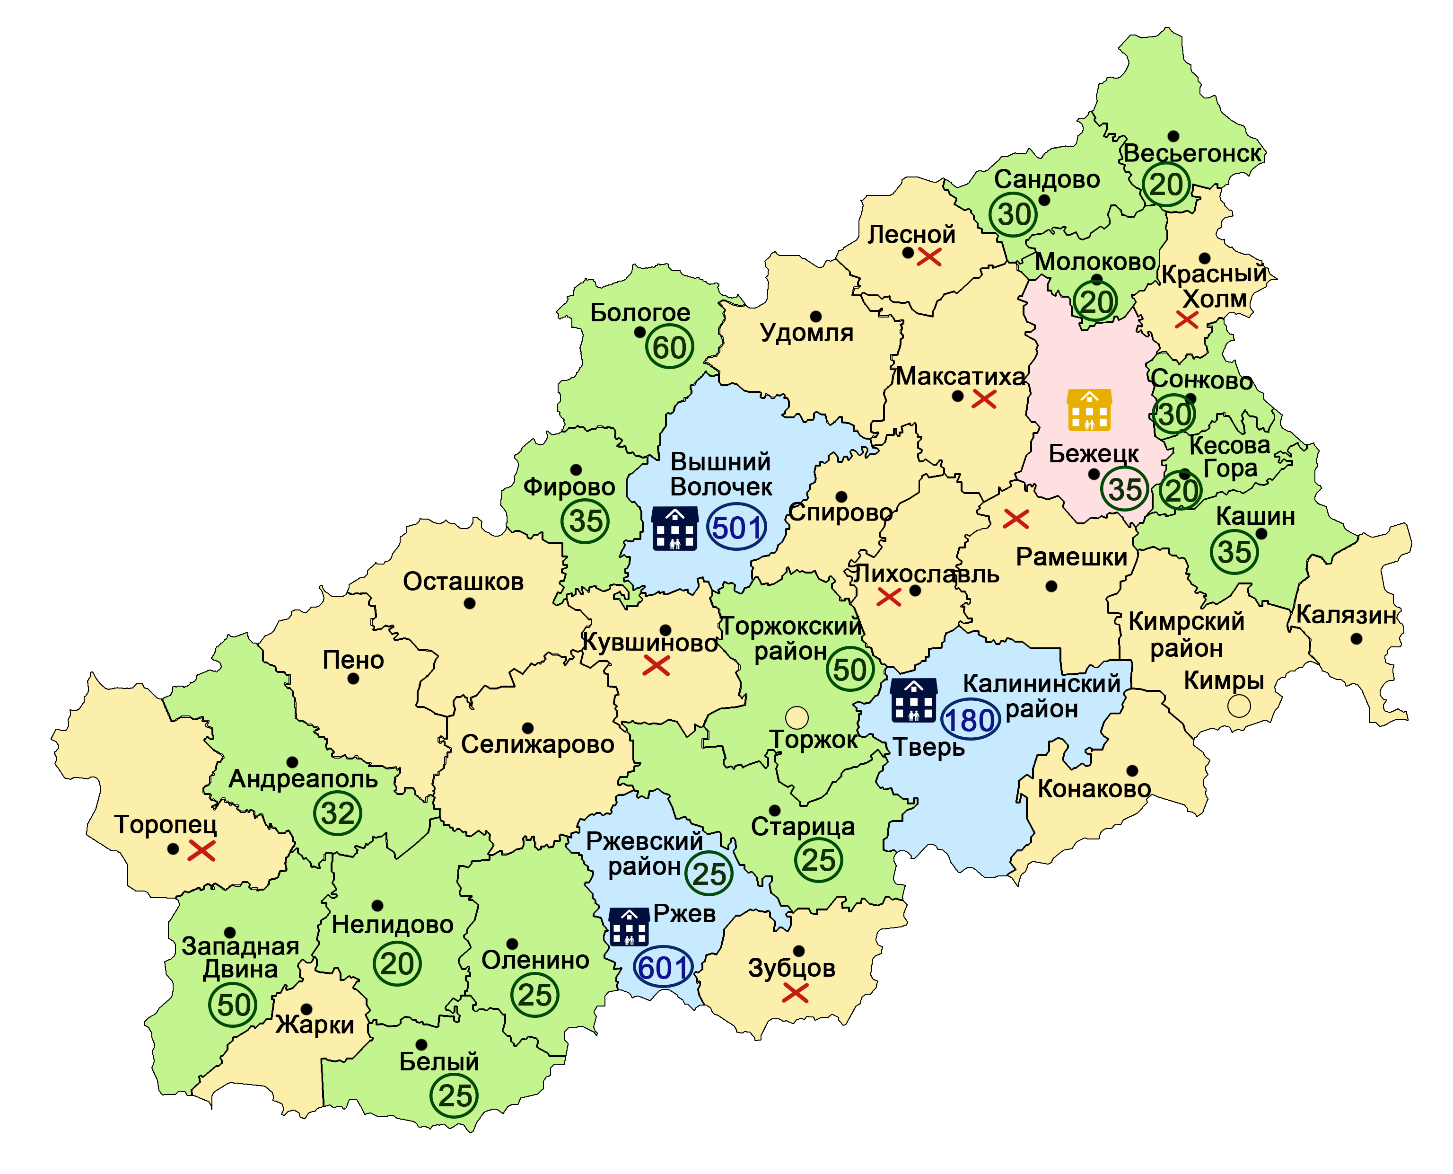 Весьегонск
20
Сандово
30
Лесной
Молоково
20
Красный
Холм
Бологое
60
Удомля
Максатиха
Сонково
30
Бежецк
35
Кесова
Гора
20
Вышний
Волочек
501
Фирово
35
Спирово
Кашин
35
Осташков
Лихославль
Рамешки
Кувшиново
Торжокский
район
50
Кимрский
район
Калязин
Пено
Кимры
Калининский
район
180
Тверь
Селижарово
Торжок
Андреаполь
32
Конаково
Торопец
Старица
25
Ржевский
район
25
Ржев
601
Нелидово
20
Западная
Двина
50
Оленино
25
Зубцов
Жарки
Белый
25